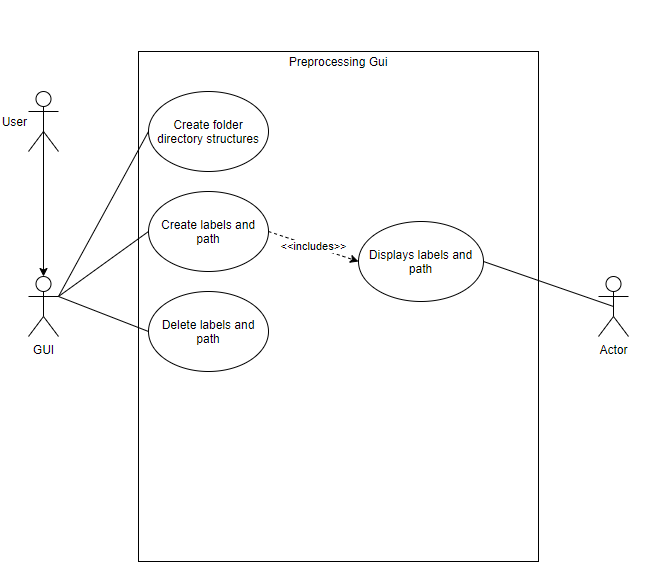 Preprocessing Gui
User
Create folder
directory structures
Create labels and
path
<<includes>>
Displays labels and
path
Delete labels and
path
GUI
Actor